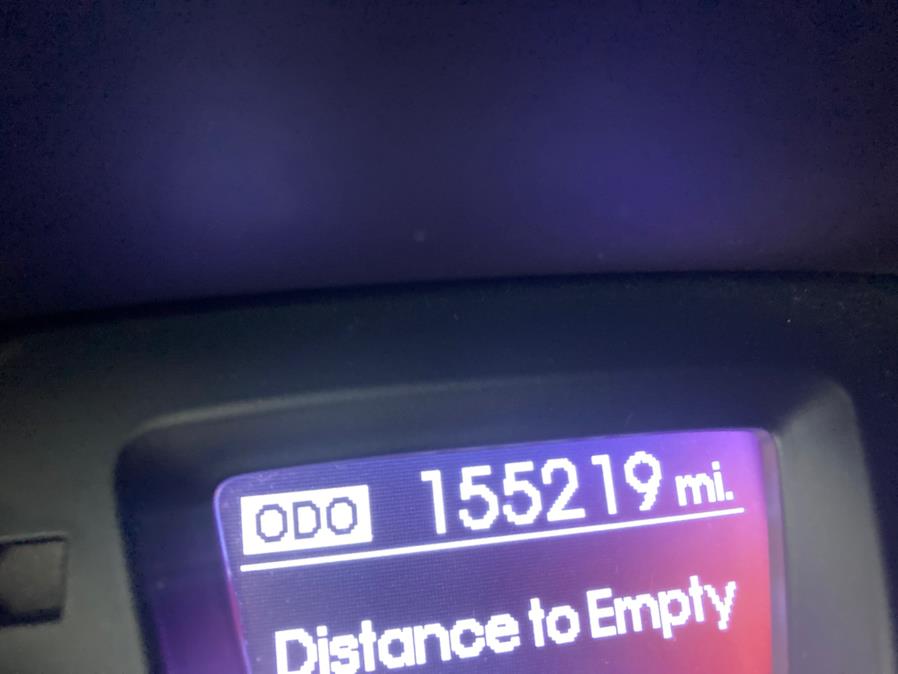 ODO 155219 mi.
Distance to Empty